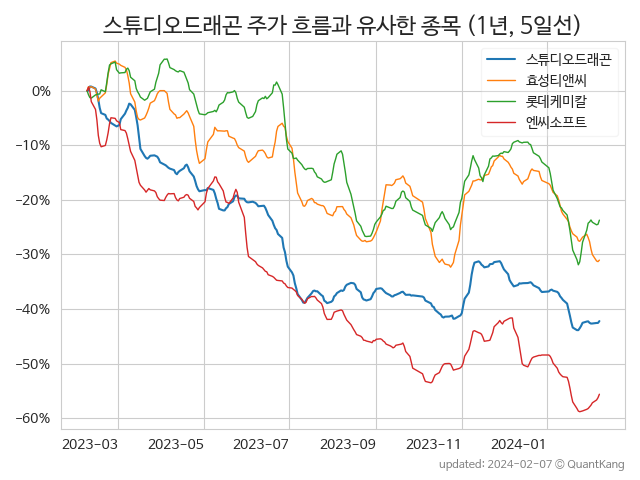 스튜디오드래곤 주가 흐름과 유사한 종목 (1년, 5일선)
스튜디오드래곤
효성티앤씨
롯데케미칼
엔씨소프트
0%
−10%
−20%
−30%
−40%
−50%
−60%
2023-03 2023-05 2023-07 2023-09 2023-11 2024-01
updated: 2024-02-07 © QuantKang